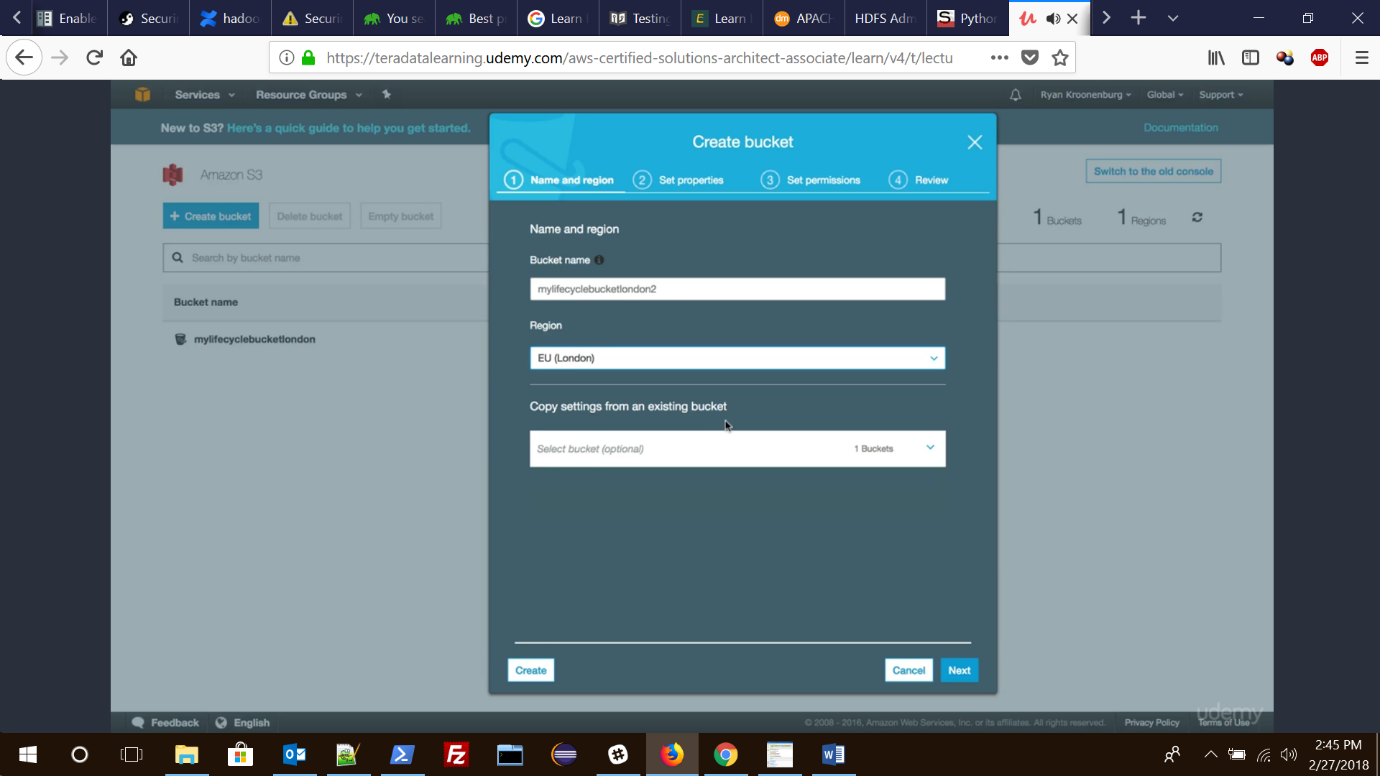 Enable
Securi
hadoo
Securi
You se
Best p
Learn
Testing
E Learn
dm APACH
HDFS Adm
S Pythor
https://teradatalearning.udemy.com/aws-certified-solutions-architect-associate/learn/v4/t/lectu
ABP
Services Resource Groups Ryan Kroonenburg Global Support
New to S3? Here's a quick guide to help you get started. Documentation
Create bucket
1 Name and region 2 Set properties 3 Set permissions 4 Review
Amazon S3 Switch to the old console
+ Create bucket Delete bucket Empty bucket 1 Buckets 1 Regions
Search by bucket name
Bucket name
mylifecyclebucketlondon
Name and region
Bucket name
mylifecyclebucketlondon2
Region
EU (London)
Copy settings from an existing bucket
Select bucket (optional) 1 Buckets
Create Cancel Next
Feedback English © 2008 - 2016, Amazon Web Services, Inc. or its affiliates. All rights reserved. Privacy Policy Terms of Use
udemy
2:45 PM
2/27/2018